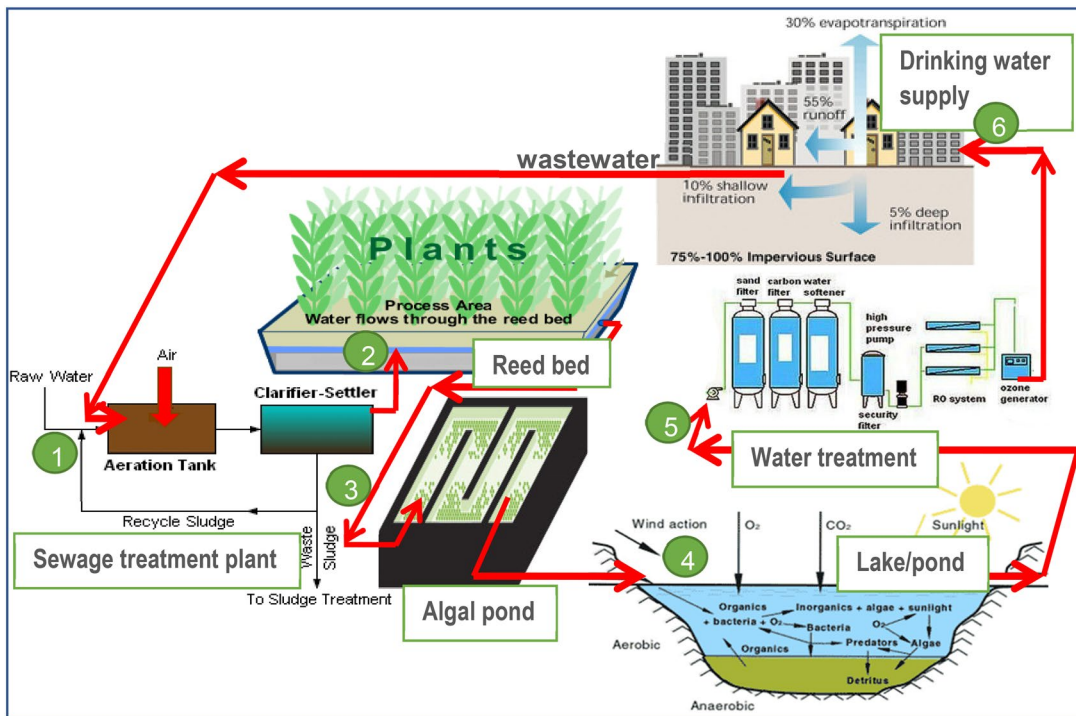 30% evapotranspiration
Drinking water
supply
6
55%
runoff
wastewater
10% shallow
infiltration
5% deep
infiltration
75%-100% Impervious Surface
Plants
Process Area
Water flows through the reed bed
2
Reed bed
Air
Raw Water
Clarifier-Settler
1
Aeration Tank
3
Recycle Sludge
Waste
Sludge
Sewage treatment plant
To Sludge Treatment
Algal pond
sand
filter
carbon
filter
water
softener
high
pressure
pump
security
filter
RO system
ozone
generator
5
Water treatment
Wind action
O₂
CO₂
Sunlight
4
Lake/pond
Organics
+ bacteria + O₂
Inorganics + algae + sunlight
Bacteria
O₂
Predators
Algae
Organics
Detritus
Aerobic
Anaerobic